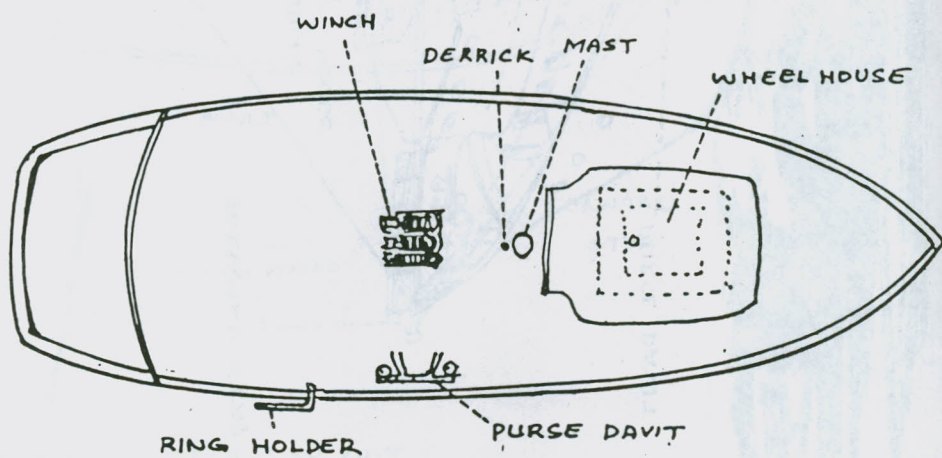 WINCH
DERRICK
MAST
WHEEL HOUSE
RING HOLDER
PURSE DAVIT